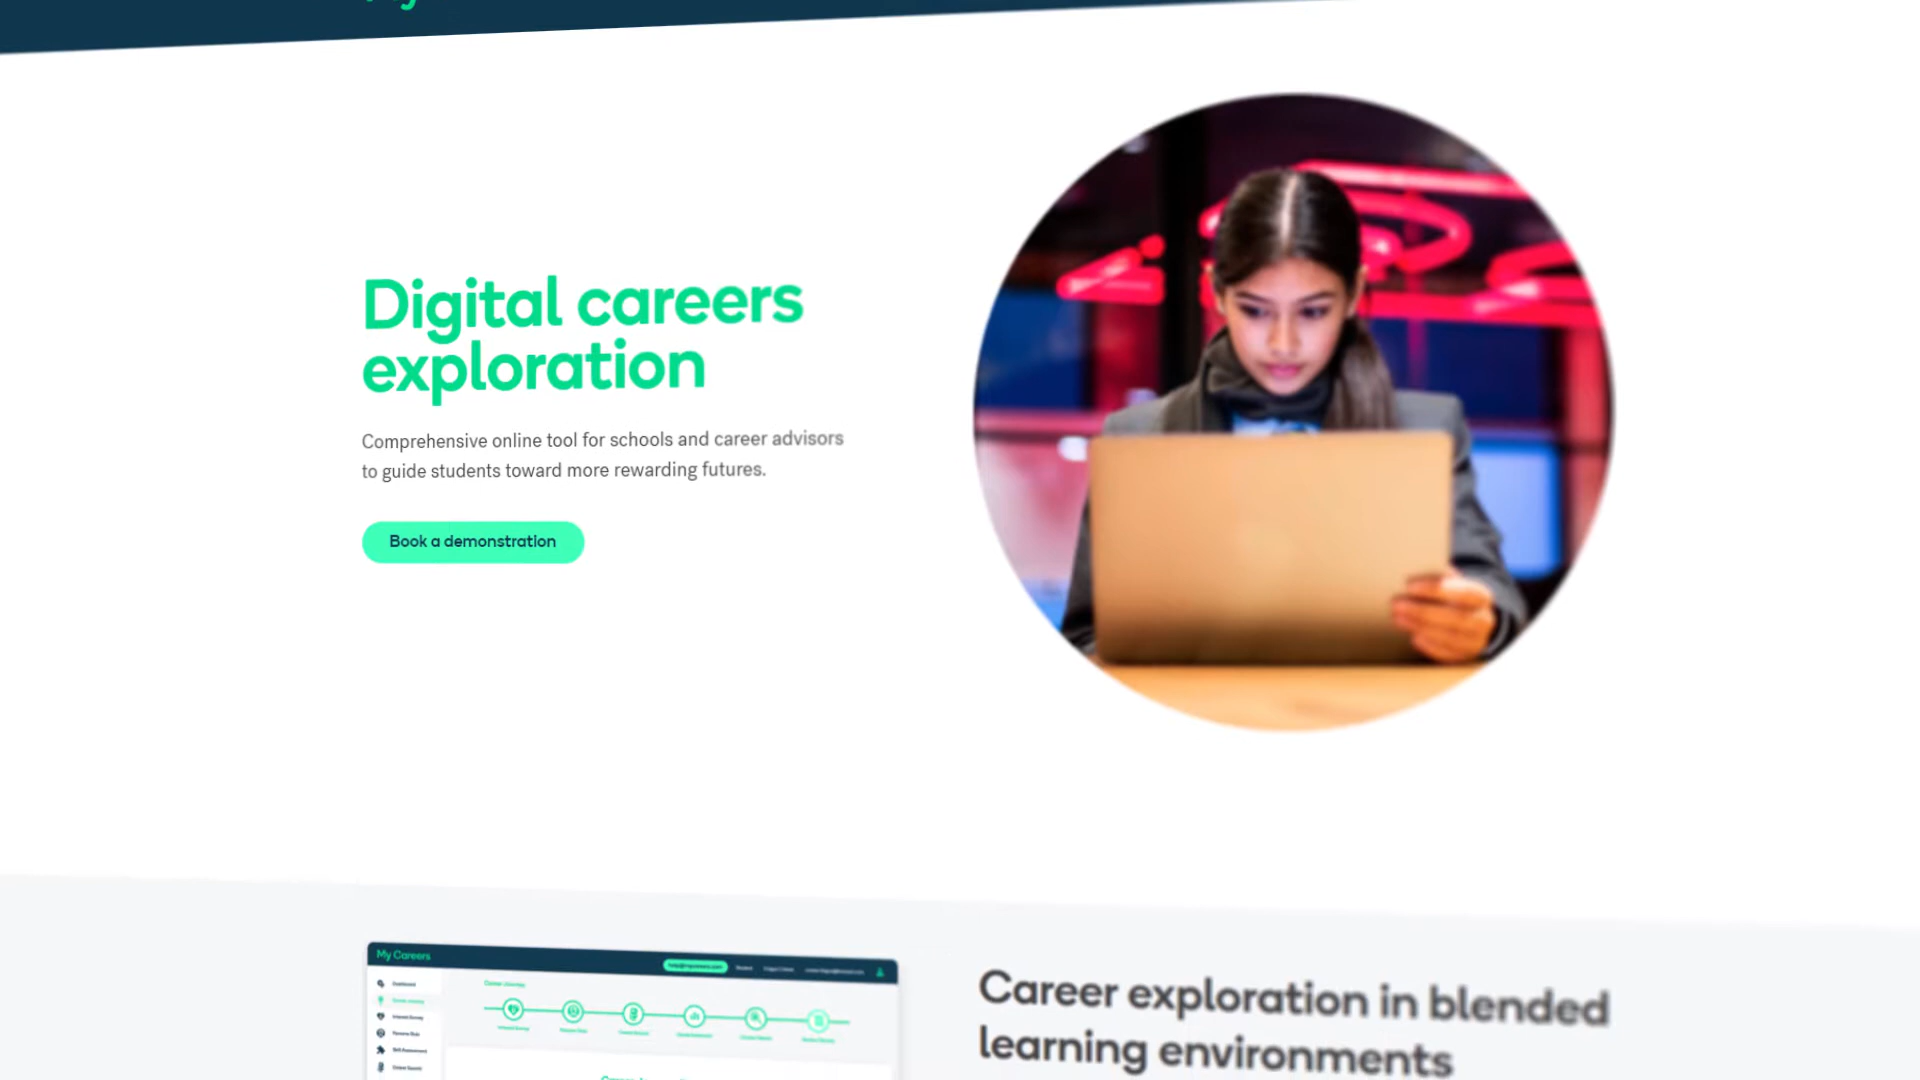 My
Digital careers
exploration
Comprehensive online tool for schools and career advisors
to guide students toward more rewarding futures.
Book a demonstration
My Careers
Career exploration in blended
learning environments